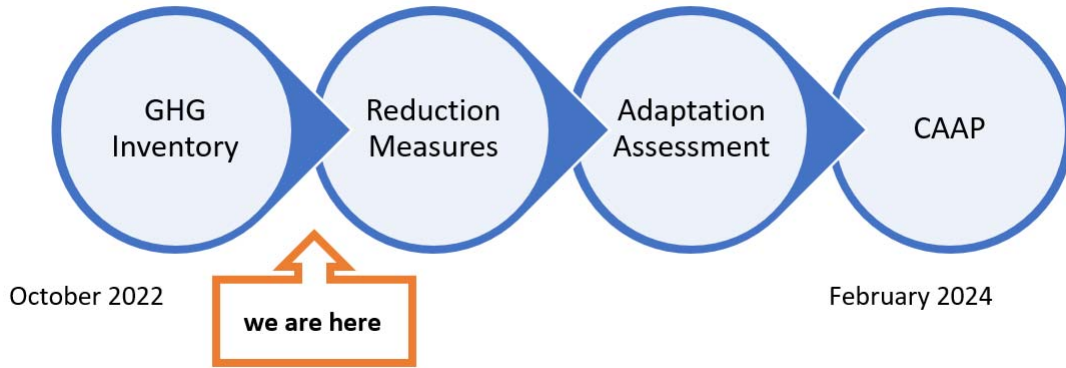 GHG
Inventory
Reduction
Measures
Adaptation
Assessment
CAAP
October 2022
we are here
February 2024